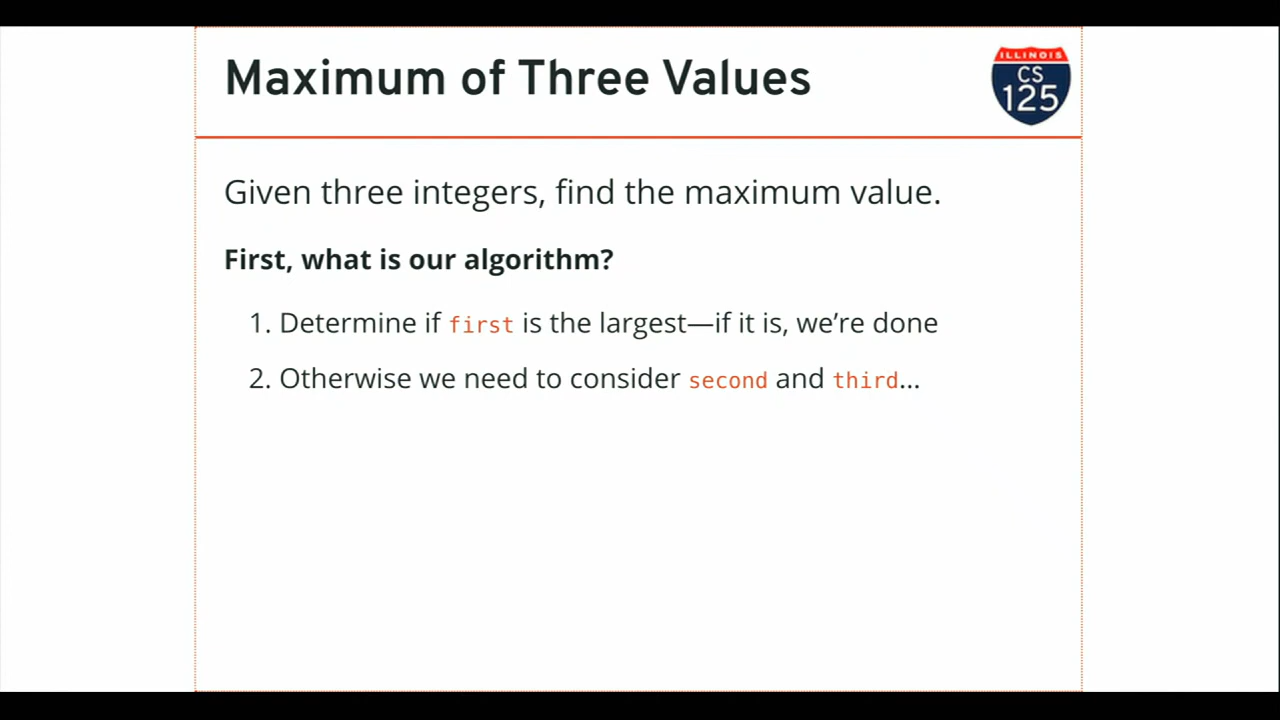 Maximum of Three Values
ILLINOIS
CS
125
Given three integers, find the maximum value.
First, what is our algorithm?
1. Determine if first is the largest—if it is, we’re done
2. Otherwise we need to consider second and third…